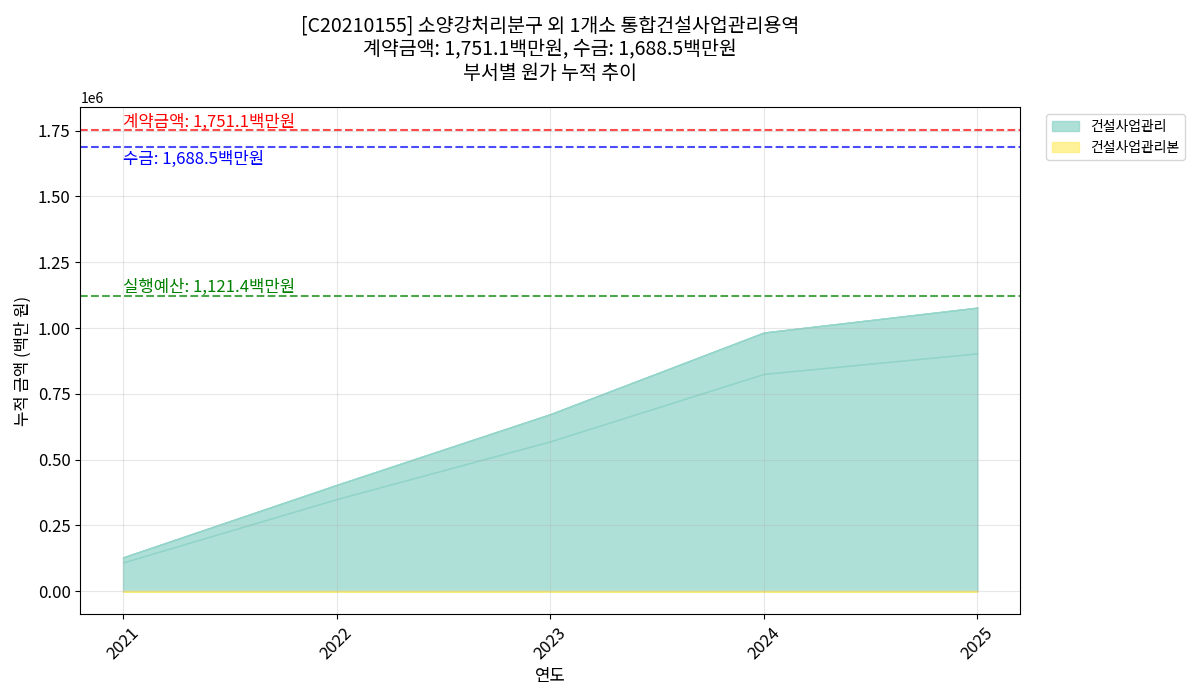 [C20210155] 소양강처리분구 외 1개소 통합건설사업관리용역
계약금액: 1,751.1백만원, 수금: 1,688.5백만원
부서별 원가 누적 추이
1e6
1.75
1.50
1.25
1.00
0.75
0.50
0.25
0.00
누적 금액 (백만 원)
계약금액: 1,751.1백만원
수금: 1,688.5백만원
실행예산: 1,121.4백만원
건설사업관리
건설사업관리본
2021
2022
2023
2024
2025
연도